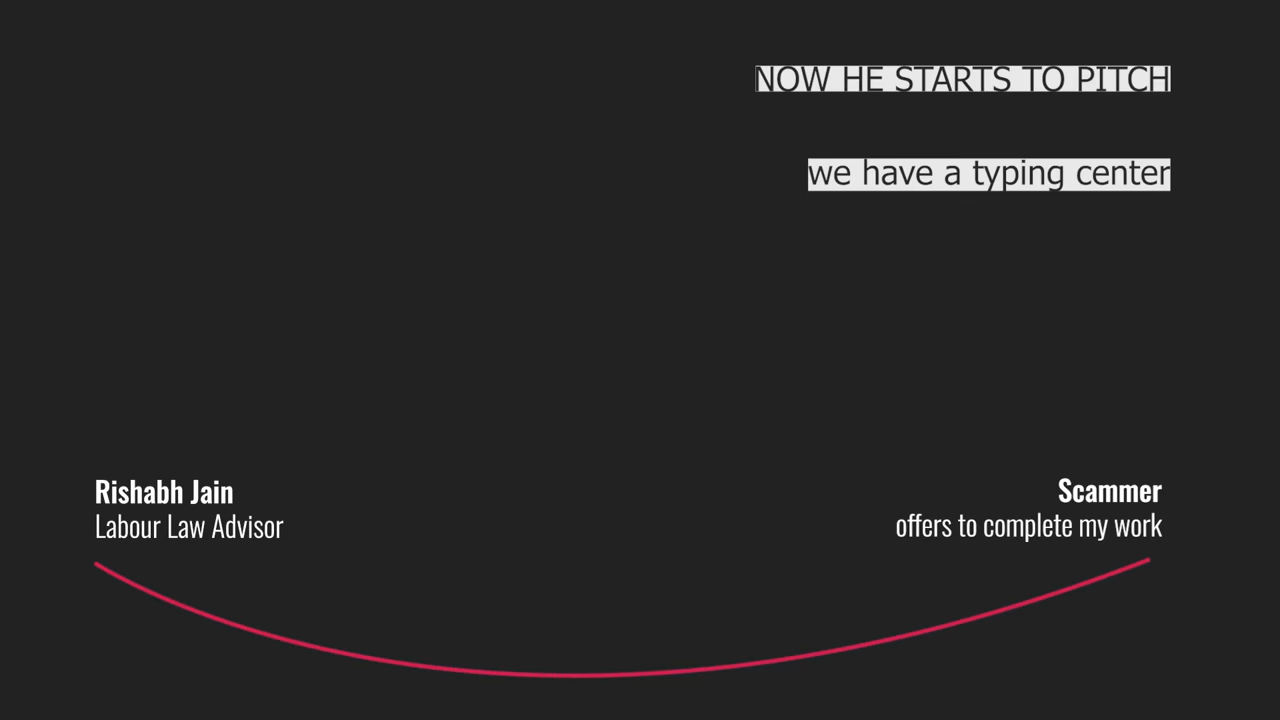 NOW HE STARTS TO PITCH
we have a typing center
Rishabh Jain
Labour Law Advisor
Scammer
offers to complete my work